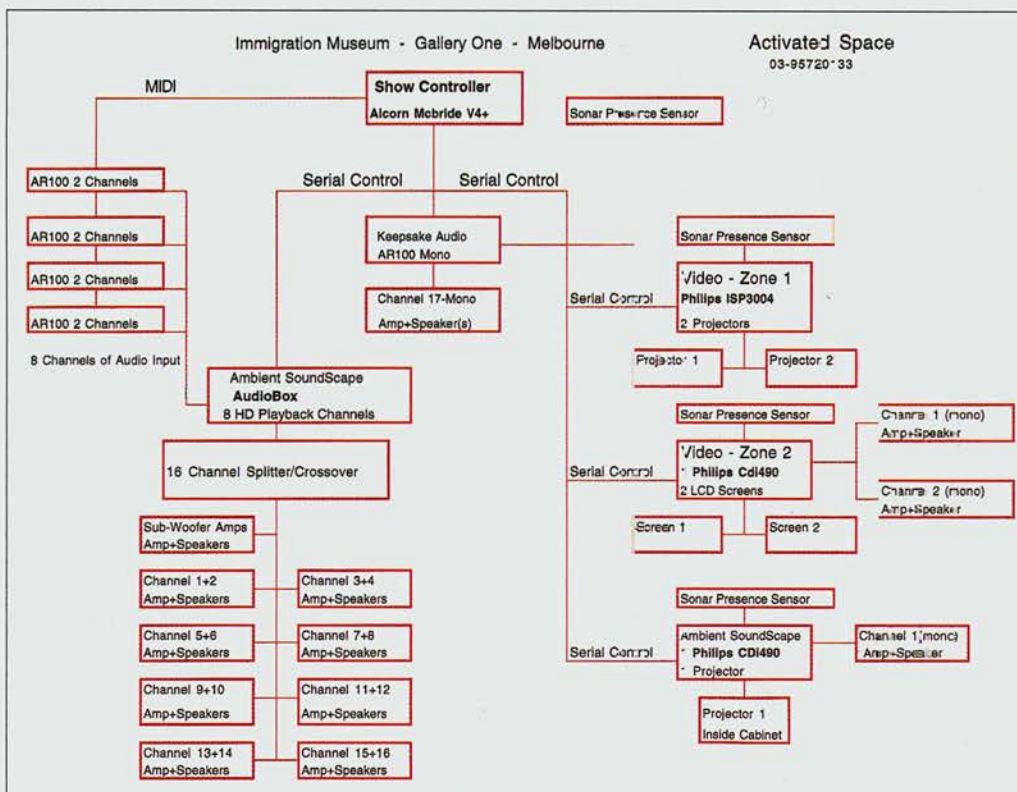 Immigration Museum - Gallery One - Melbourne
Activated Space
03-95720133
MIDI
Show Controller
Alcorn Mcbride V4+
Sonar Presence Sensor
AR100 2 Channels
AR100 2 Channels
AR100 2 Channels
AR100 2 Channels
8 Channels of Audio Input
Serial Control
Serial Control
Keepsake Audio
AR100 Mono
Channel 17-Mono
Amp+Speaker(s)
Ambient SoundScape
AudioBox
8 HD Playback Channels
16 Channel Splitter/Crossover
Sub-Woofer Amps
Amp+Speakers
Channel 1+2
Amp+Speakers
Channel 3+4
Amp+Speakers
Channel 5+6
Amp+Speakers
Channel 7+8
Amp+Speakers
Channel 9+10
Amp+Speakers
Channel 11+12
Amp+Speakers
Channel 13+14
Amp+Speakers
Channel 15+16
Amp+Speakers
Sonar Presence Sensor
Serial Control
Video - Zone 1
Philips ISP3004
2 Projectors
Projector 1
Projector 2
Sonar Presence Sensor
Serial Control
Video - Zone 2
1 Philips Cdi490
2 LCD Screens
Screen 1
Screen 2
Channel 1 (mono)
Amp+Speaker
Channel 2 (mono)
Amp+Speaker
Sonar Presence Sensor
Serial Control
Ambient SoundScape
1 Philips CDi490
1 Projector
Channel 1(mono)
Amp+Speaker
Projector 1
Inside Cabinet